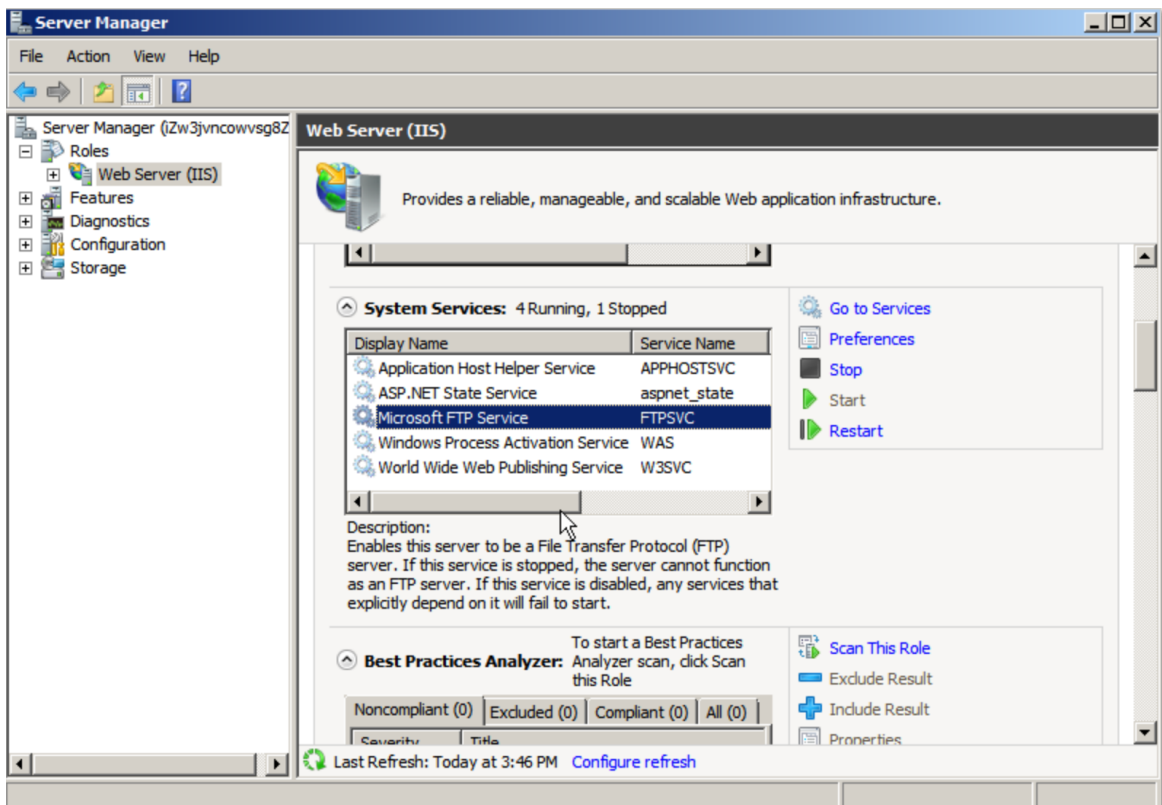 Server Manager
File Action View Help
Server Manager (iZw3jvncowvsg8Z
Roles
Web Server (IIS)
Features
Diagnostics
Configuration
Storage
Web Server (IIS)
Provides a reliable, manageable, and scalable Web application infrastructure.
System Services: 4 Running, 1 Stopped
Display Name Service Name
Application Host Helper Service APPHOSTSVC
ASP.NET State Service aspnet_state
Microsoft FTP Service FTPSVC
Windows Process Activation Service WAS
World Wide Web Publishing Service W3SVC
Description:
Enables this server to be a File Transfer Protocol (FTP)
server. If this service is stopped, the server cannot function
as an FTP server. If this service is disabled, any services that
explicitly depend on it will fail to start.
Go to Services
Preferences
Stop
Start
Restart
Best Practices Analyzer:
To start a Best Practices
Analyzer scan, click Scan
this Role
Noncompliant (0) Excluded (0) Compliant (0) All (0)
Severity Title
Scan This Role
Exclude Result
Include Result
Properties
Last Refresh: Today at 3:46 PM Configure refresh